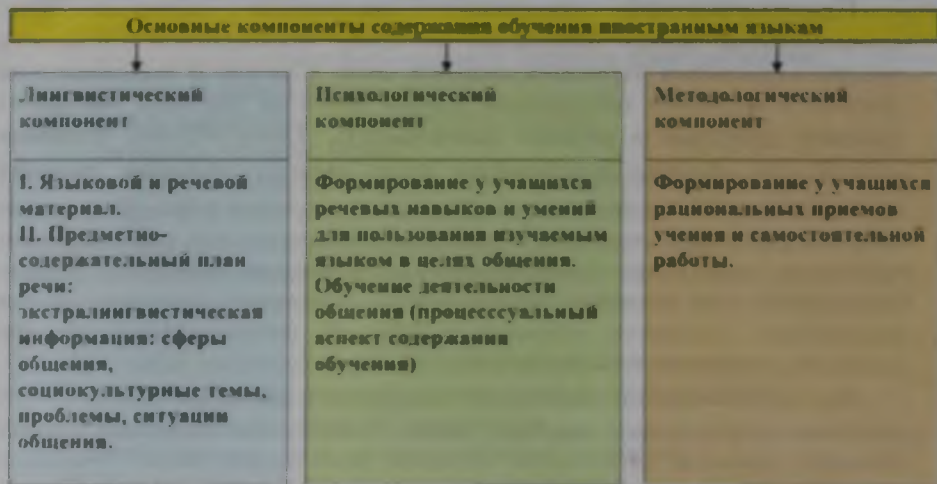 Основные компоненты содержания обучения иностранным языкам
Лингвистический
компонент
I. Языковой и речевой
материал.
II. Предметно-
содержательный план
речи:
экстралингвистическая
информация: сферы
общения,
социокультурные темы,
проблемы, ситуации
общения.
Психологический
компонент
Формирование у учащихся
речевых навыков и умений
для пользования изучаемым
языком в целях общения.
Обучение деятельности
общения (процесссуальный
аспект содержания
обучения)
Методологический
компонент
Формирование у учащихся
рациональных приемов
учения и самостоятельной
работы.